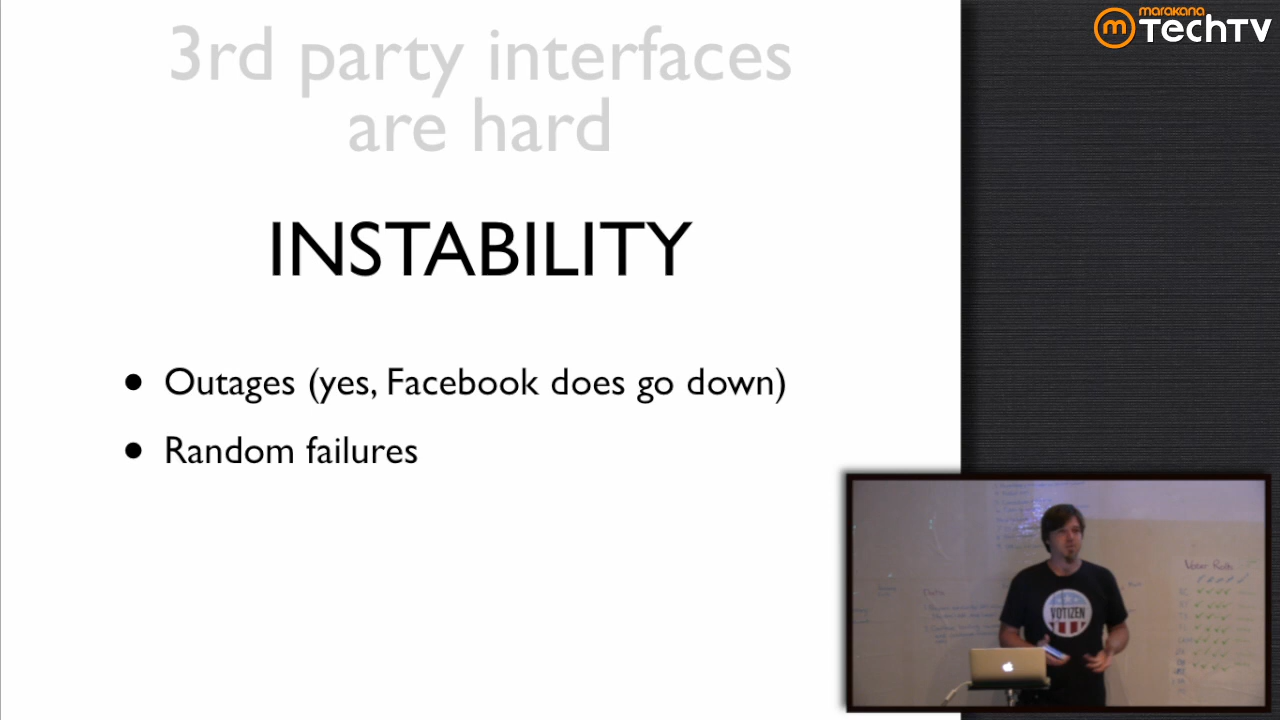 marakana
TechTV
3rd party interfaces
are hard
INSTABILITY
• Outages (yes, Facebook does go down)
• Random failures
VOTIZEN